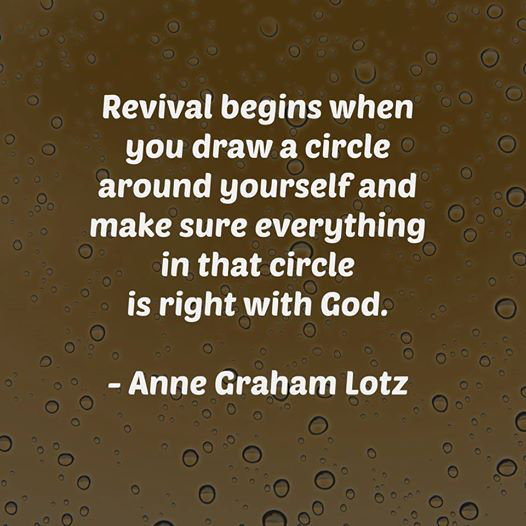 Revival begins when
you draw a circle
around yourself and
make sure everything
in that circle
is right with God.
- Anne Graham Lotz